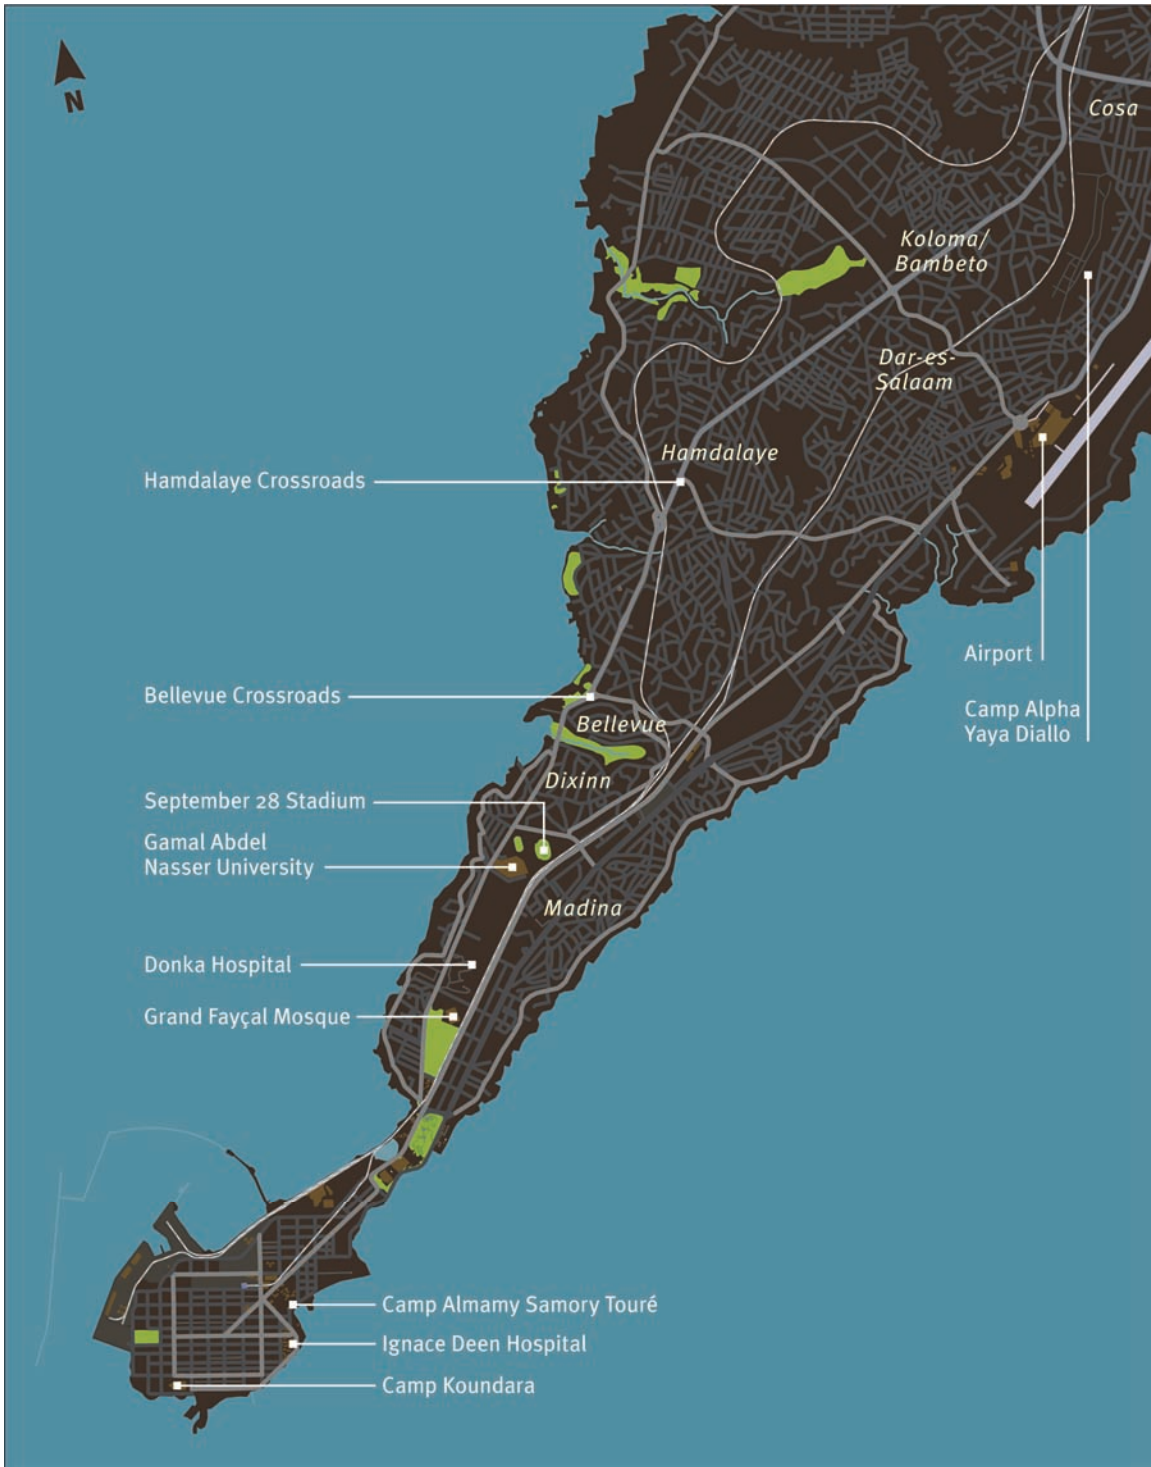 N
Cosa
Koloma/
Bambeto
Dar-es-
Salaam
Hamdalaye
Hamdalaye Crossroads
Airport
Camp Alpha
Yaya Diallo
Bellevue Crossroads
Bellevue
Dixinn
September 28 Stadium
Gamal Abdel
Nasser University
Madina
Donka Hospital
Grand Fayçal Mosque
Camp Almamy Samory Touré
Ignace Deen Hospital
Camp Koundara